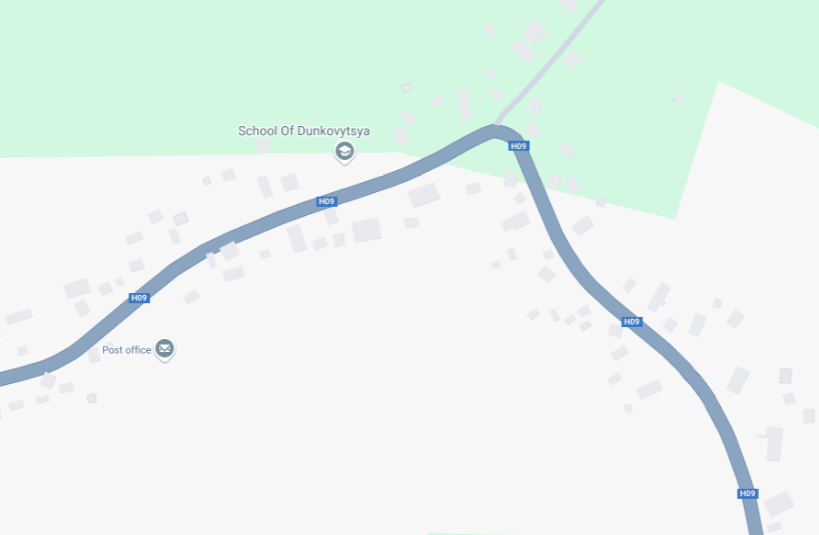 School Of Dunkovytsya
H09
H09
H09
H09
Post office
H09